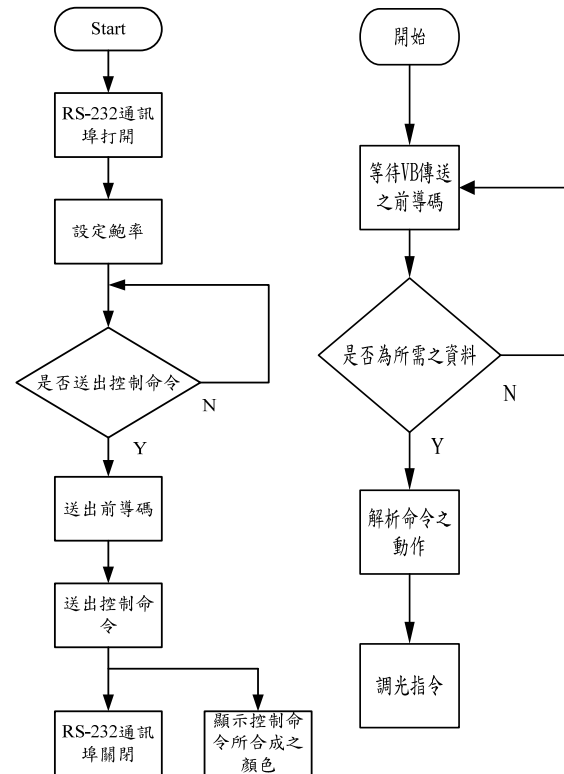 Start
RS-232通訊
埠打開
設定鮑率
是否送出控制命令
N
Y
送出前導碼
送出控制命
令
RS-232通訊
埠關閉
顯示控制命
令所合成之
顏色
開始
等待VB傳送
之前導碼
是否為所需之資料
N
Y
解析命令之
動作
調光指令